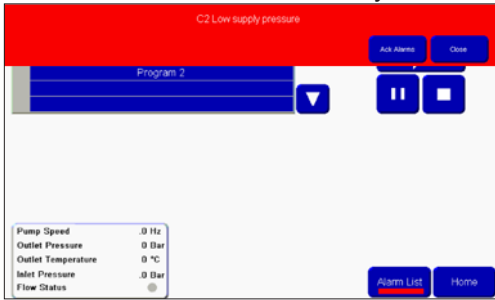 C2 Low supply pressure
Ack Alarms
Close
Program 2
Pump Speed .0 Hz
Outlet Pressure 0 Bar
Outlet Temperature 0 °C
Inlet Pressure .0 Bar
Flow Status
Alarm List
Home